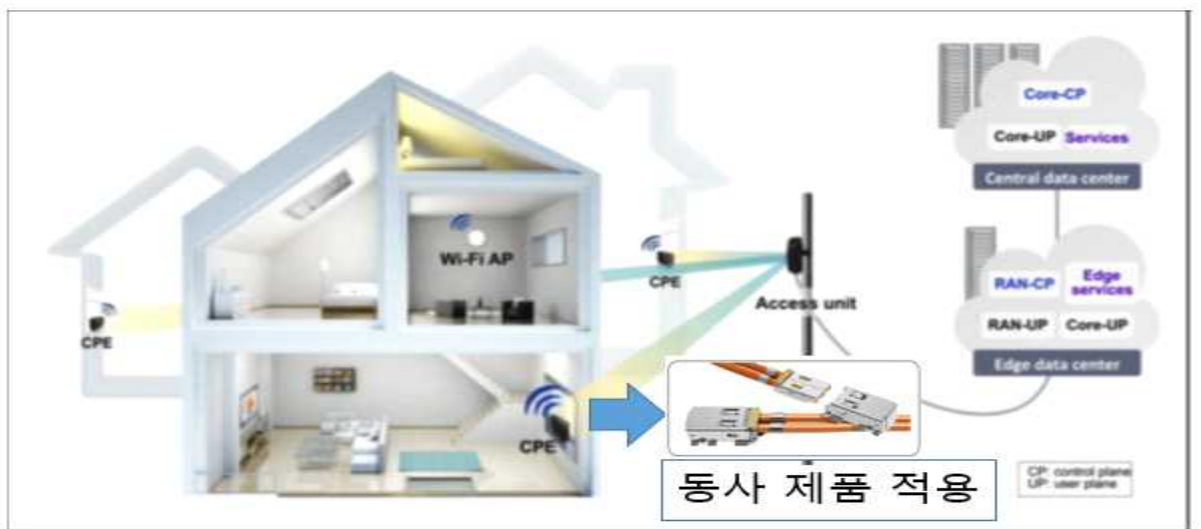 Core-CP
Core-UP Services
Central data center
Wi-Fi AP
CPE
RAN-CP Edge services
Access unit
RAN-UP Core-UP
CPE
Edge data center
CPE
동사 제품 적용
CP: control plane
UP: user plane